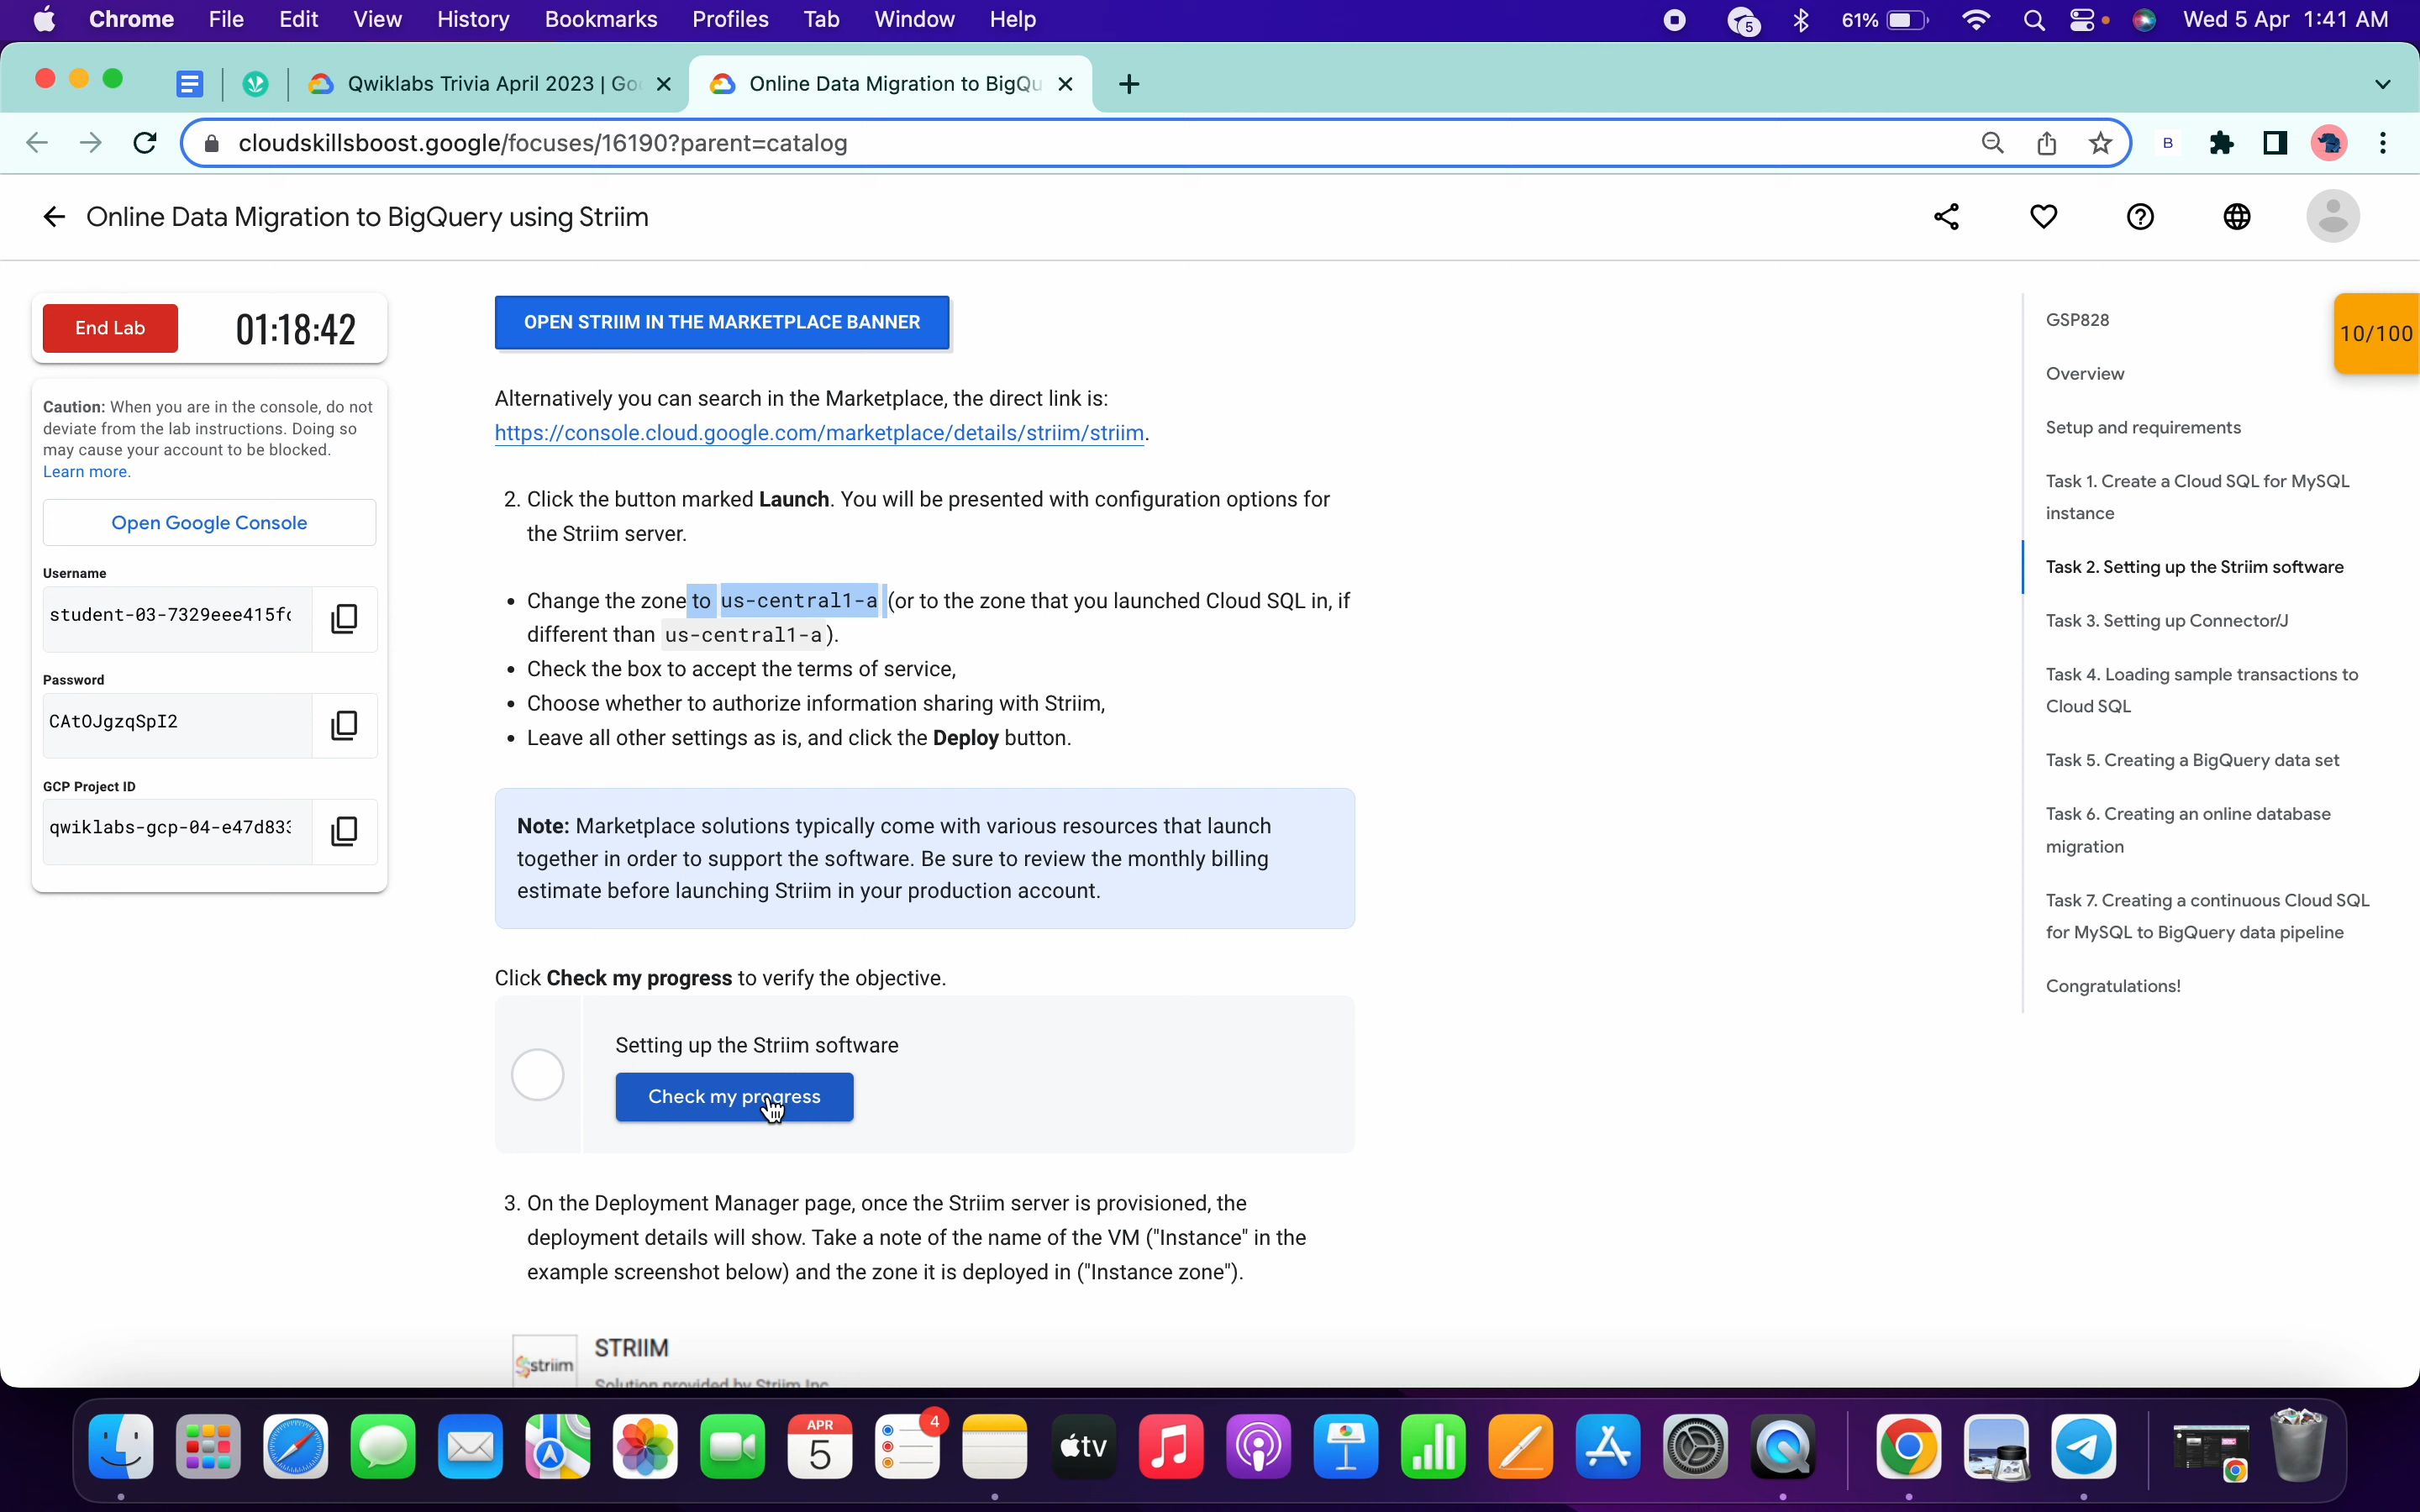 Chrome File Edit View History Bookmarks Profiles Tab Window Help 5 61% Wed 5 Apr 1:41 AM
Qwiklabs Trivia April 2023 | Go
Online Data Migration to BigQu
cloudskillsboost.google/focuses/16190?parent=catalog
B
Online Data Migration to BigQuery using Striim
End Lab 01:18:42
Caution: When you are in the console, do not
deviate from the lab instructions. Doing so
may cause your account to be blocked.
Learn more.
Open Google Console
Username
student-03-7329eee415f
Password
CAtOJgzqSpI2
GCP Project ID
qwiklabs-gcp-04-e47d83
OPEN STRIIM IN THE MARKETPLACE BANNER
Alternatively you can search in the Marketplace, the direct link is:
https://console.cloud.google.com/marketplace/details/striim/striim.
2. Click the button marked Launch. You will be presented with configuration options for
the Striim server.
• Change the zone to us-central1-a (or to the zone that you launched Cloud SQL in, if
different than us-central1-a ).
• Check the box to accept the terms of service,
• Choose whether to authorize information sharing with Striim,
• Leave all other settings as is, and click the Deploy button.
Note: Marketplace solutions typically come with various resources that launch
together in order to support the software. Be sure to review the monthly billing
estimate before launching Striim in your production account.
Click Check my progress to verify the objective.
Setting up the Striim software
Check my progress
3. On the Deployment Manager page, once the Striim server is provisioned, the
deployment details will show. Take a note of the name of the VM ("Instance" in the
example screenshot below) and the zone it is deployed in ("Instance zone").
striim
STRIIM
Solution provided by Striim Inc
GSP828
10/100
Overview
Setup and requirements
Task 1. Create a Cloud SQL for MySQL
instance
Task 2. Setting up the Striim software
Task 3. Setting up Connector/J
Task 4. Loading sample transactions to
Cloud SQL
Task 5. Creating a BigQuery data set
Task 6. Creating an online database
migration
Task 7. Creating a continuous Cloud SQL
for MySQL to BigQuery data pipeline
Congratulations!
APR
5
4
tv